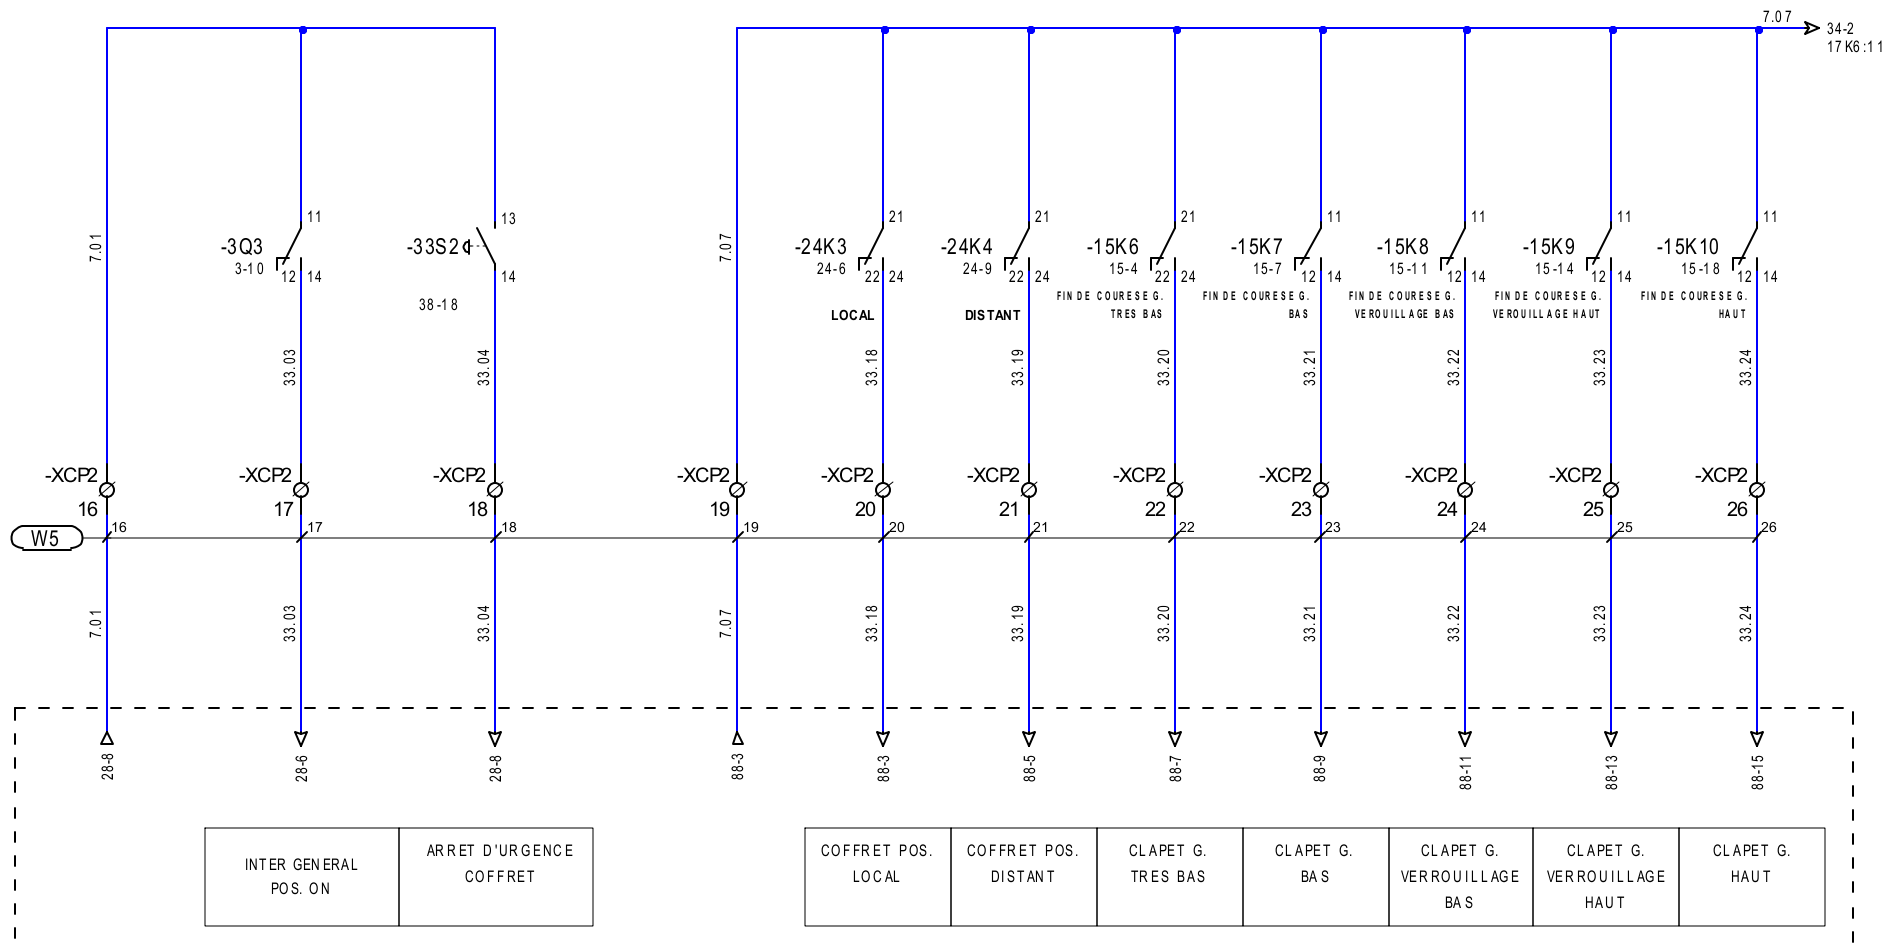 7.07
34-2
17K6:11
7.01
-3Q3
3-10
11
12 14
-33S2
13
14
38-18
7.07
-24K3
24-6
21
22 24
LOCAL
-24K4
24-9
21
22 24
DISTANT
-15K6
15-4
21
22 24
FIN DE COURESE G.
TRES BAS
-15K7
15-7
11
12 14
FIN DE COURESE G.
BAS
-15K8
15-11
11
12 14
FIN DE COURESE G.
VEROUILLAGE BAS
-15K9
15-14
11
12 14
FIN DE COURESE G.
VEROUILLAGE HAUT
-15K10
15-18
11
12 14
FIN DE COURESE G.
HAUT
33.03
33.04
33.18
33.19
33.20
33.21
33.22
33.23
33.24
-XCP2
16
-XCP2
17
-XCP2
18
-XCP2
19
-XCP2
20
-XCP2
21
-XCP2
22
-XCP2
23
-XCP2
24
-XCP2
25
-XCP2
26
W5
16
17
18
19
20
21
22
23
24
25
26
7.01
33.03
33.04
7.07
33.18
33.19
33.20
33.21
33.22
33.23
33.24
28-8
28-6
28-8
88-3
88-3
88-5
88-7
88-9
88-11
88-13
88-15
INTER GENERAL
POS. ON
ARRET D'URGENCE
COFFRET
COFFRET POS.
LOCAL
COFFRET POS.
DISTANT
CLAPET G.
TRES BAS
CLAPET G.
BAS
CLAPET G.
VERROUILLAGE
BAS
CLAPET G.
VERROUILLAGE
HAUT
CLAPET G.
HAUT